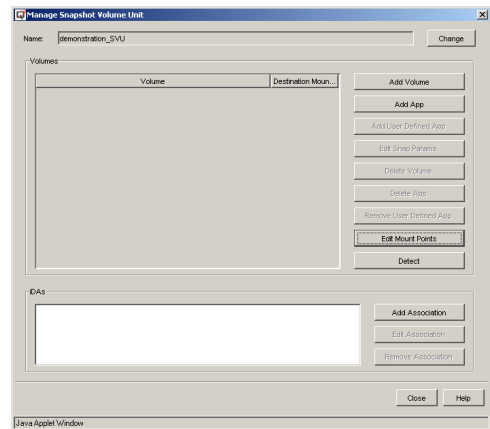 Manage Snapshot Volume Unit
Name: demonstration_SVU Change
Volumes
Volume Destination Moun...
Add Volume
Add App
Add User Defined App
Edit Snap Params
Delete Volume
Delete App
Remove User Defined App
Edit Mount Points
Detect
iDAs
Add Association
Edit Association
Remove Association
Close Help
Java Applet Window